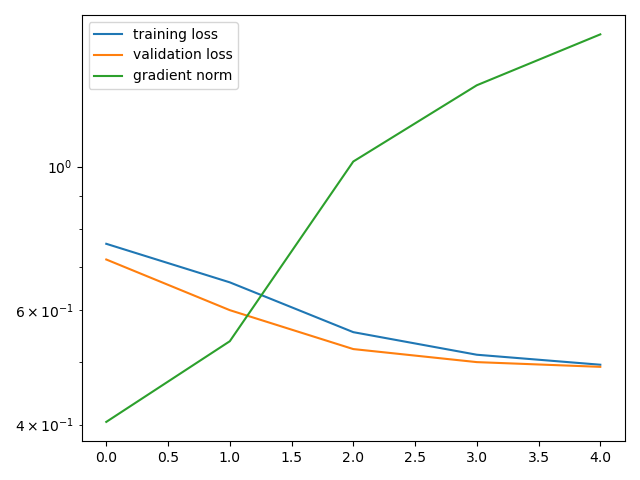 training loss
validation loss
gradient norm
10⁰
6 × 10⁻¹
4 × 10⁻¹
0.0 0.5 1.0 1.5 2.0 2.5 3.0 3.5 4.0